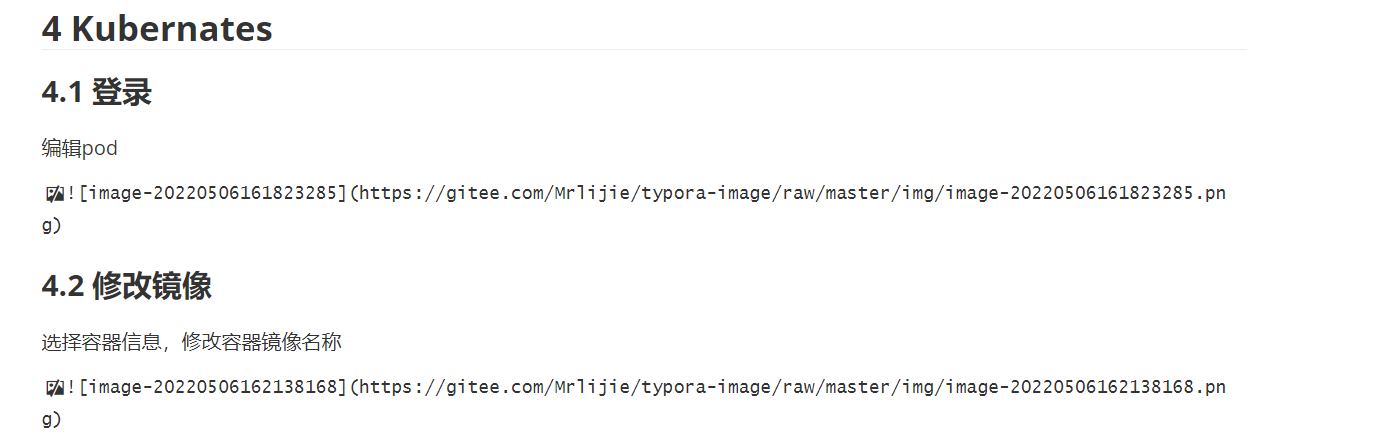 4 Kubernates
4.1 登录
编辑pod
![image-20220506161823285](https://gitee.com/Mrlijie/typora-image/raw/master/img/image-20220506161823285.pn
g)
4.2 修改镜像
选择容器信息，修改容器镜像名称
![image-20220506162138168](https://gitee.com/Mrlijie/typora-image/raw/master/img/image-20220506162138168.pn
g)